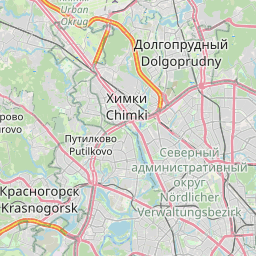 Urban
Okrug
Долгопрудный
Dolgoprudny
Химки
Chimki
Путилково
Putilkovo
Северный
административный
округ
Nördlicher
Verwaltungsbezirk
Красногорск
Krasnogorsk